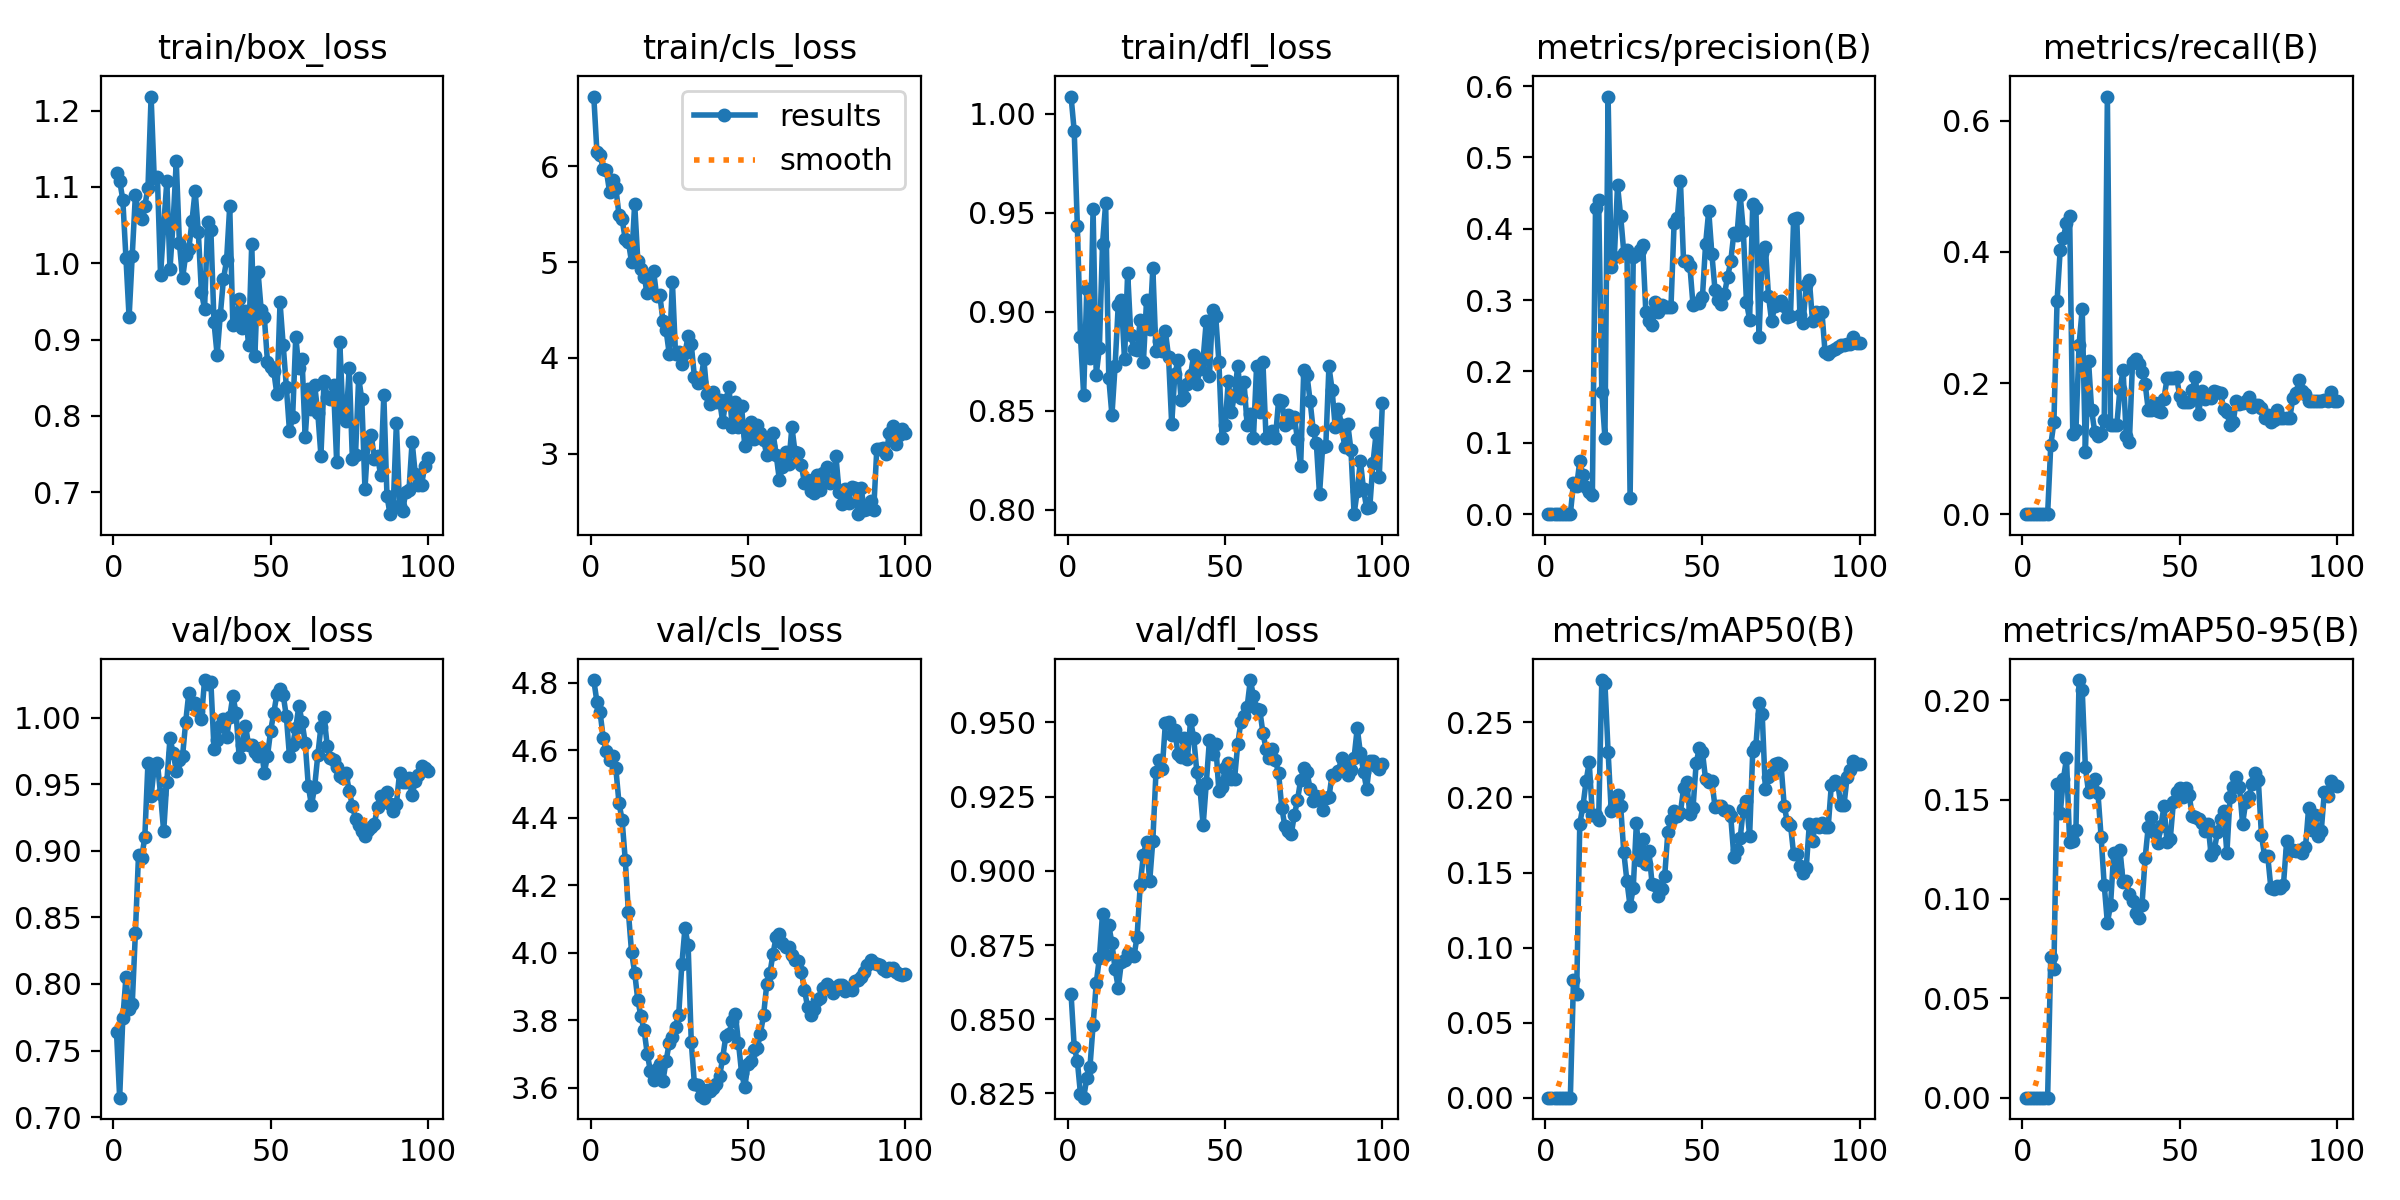 train/box_loss
1.2
1.1
1.0
0.9
0.8
0.7
0 50 100
train/cls_loss
results
smooth
6
5
4
3
0 50 100
train/dfl_loss
1.00
0.95
0.90
0.85
0.80
0 50 100
metrics/precision(B)
0.6
0.5
0.4
0.3
0.2
0.1
0.0
0 50 100
metrics/recall(B)
0.6
0.4
0.2
0.0
0 50 100
val/box_loss
1.00
0.95
0.90
0.85
0.80
0.75
0.70
0 50 100
val/cls_loss
4.8
4.6
4.4
4.2
4.0
3.8
3.6
0 50 100
val/dfl_loss
0.950
0.925
0.900
0.875
0.850
0.825
0 50 100
metrics/mAP50(B)
0.25
0.20
0.15
0.10
0.05
0.00
0 50 100
metrics/mAP50-95(B)
0.20
0.15
0.10
0.05
0.00
0 50 100